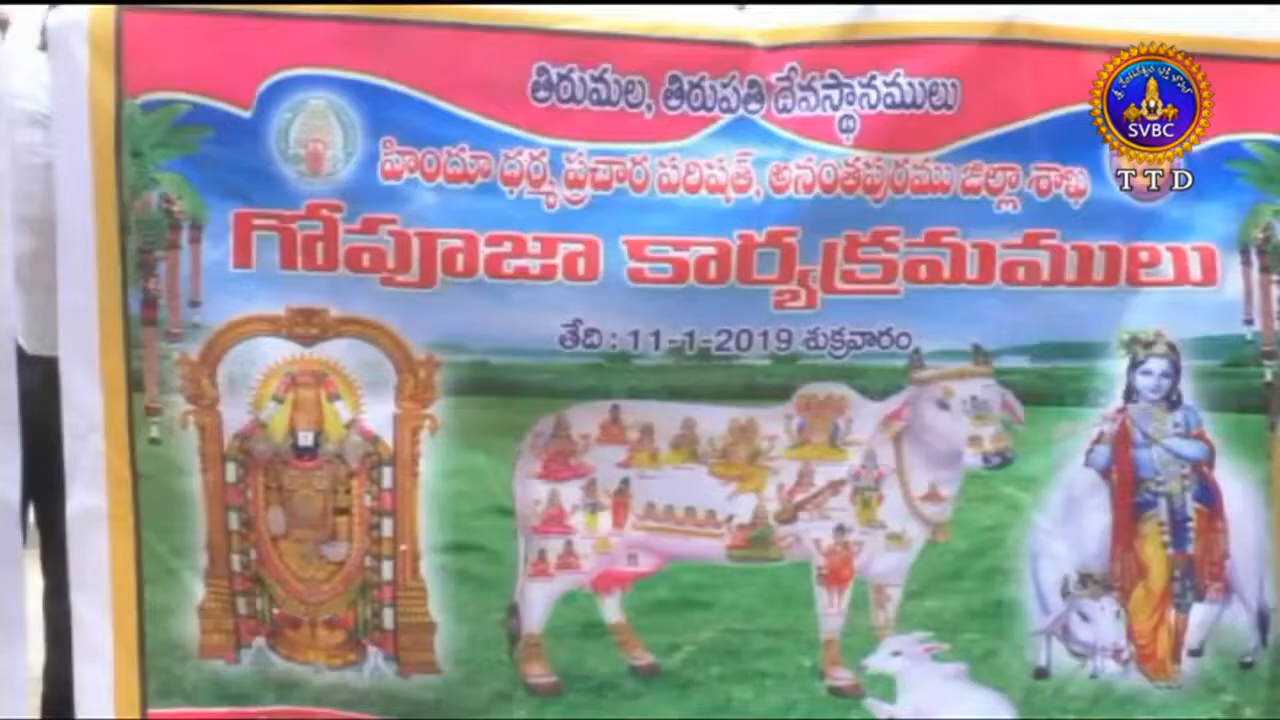 తిరుమల, తిరుపతి దేవస్థానములు
హిందూ ధర్మ ప్రచార పరిషత్, అనంతపురము జిల్లా శాఖ
గోపూజా కార్యక్రమములు
తేది : 11-1-2019 శుక్రవారం
SVBC
TTD